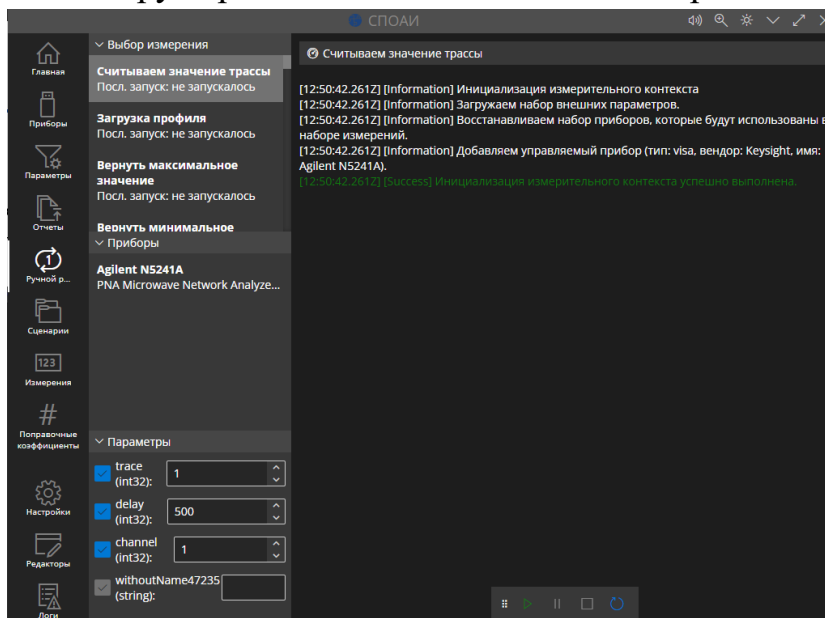 СПОАИ
Главная
Приборы
Параметры
Отчеты
Ручной р...
Сценарии
123
Измерения
#
Поправочные
коэффициенты
Настройки
Редакторы
Логи
Выбор измерения
Считываем значение трассы
Посл. запуск: не запускалось
Загрузка профиля
Посл. запуск: не запускалось
Вернуть максимальное
значение
Посл. запуск: не запускалось
Вернуть минимальное
Приборы
Agilent N5241A
PNA Microwave Network Analyze...
Параметры
trace
(int32):
1
delay
(int32):
500
channel
(int32):
1
withoutName47235
(string):
Считываем значение трассы
[12:50:42.261Z] [Information] Инициализация измерительного контекста
[12:50:42.261Z] [Information] Загружаем набор внешних параметров.
[12:50:42.261Z] [Information] Восстанавливаем набор приборов, которые будут использованы в
наборе измерений.
[12:50:42.261Z] [Information] Добавляем управляемый прибор (тип: visa, вендор: Keysight, имя:
Agilent N5241A).
[12:50:42.261Z] [Success] Инициализация измерительного контекста успешно выполнена.